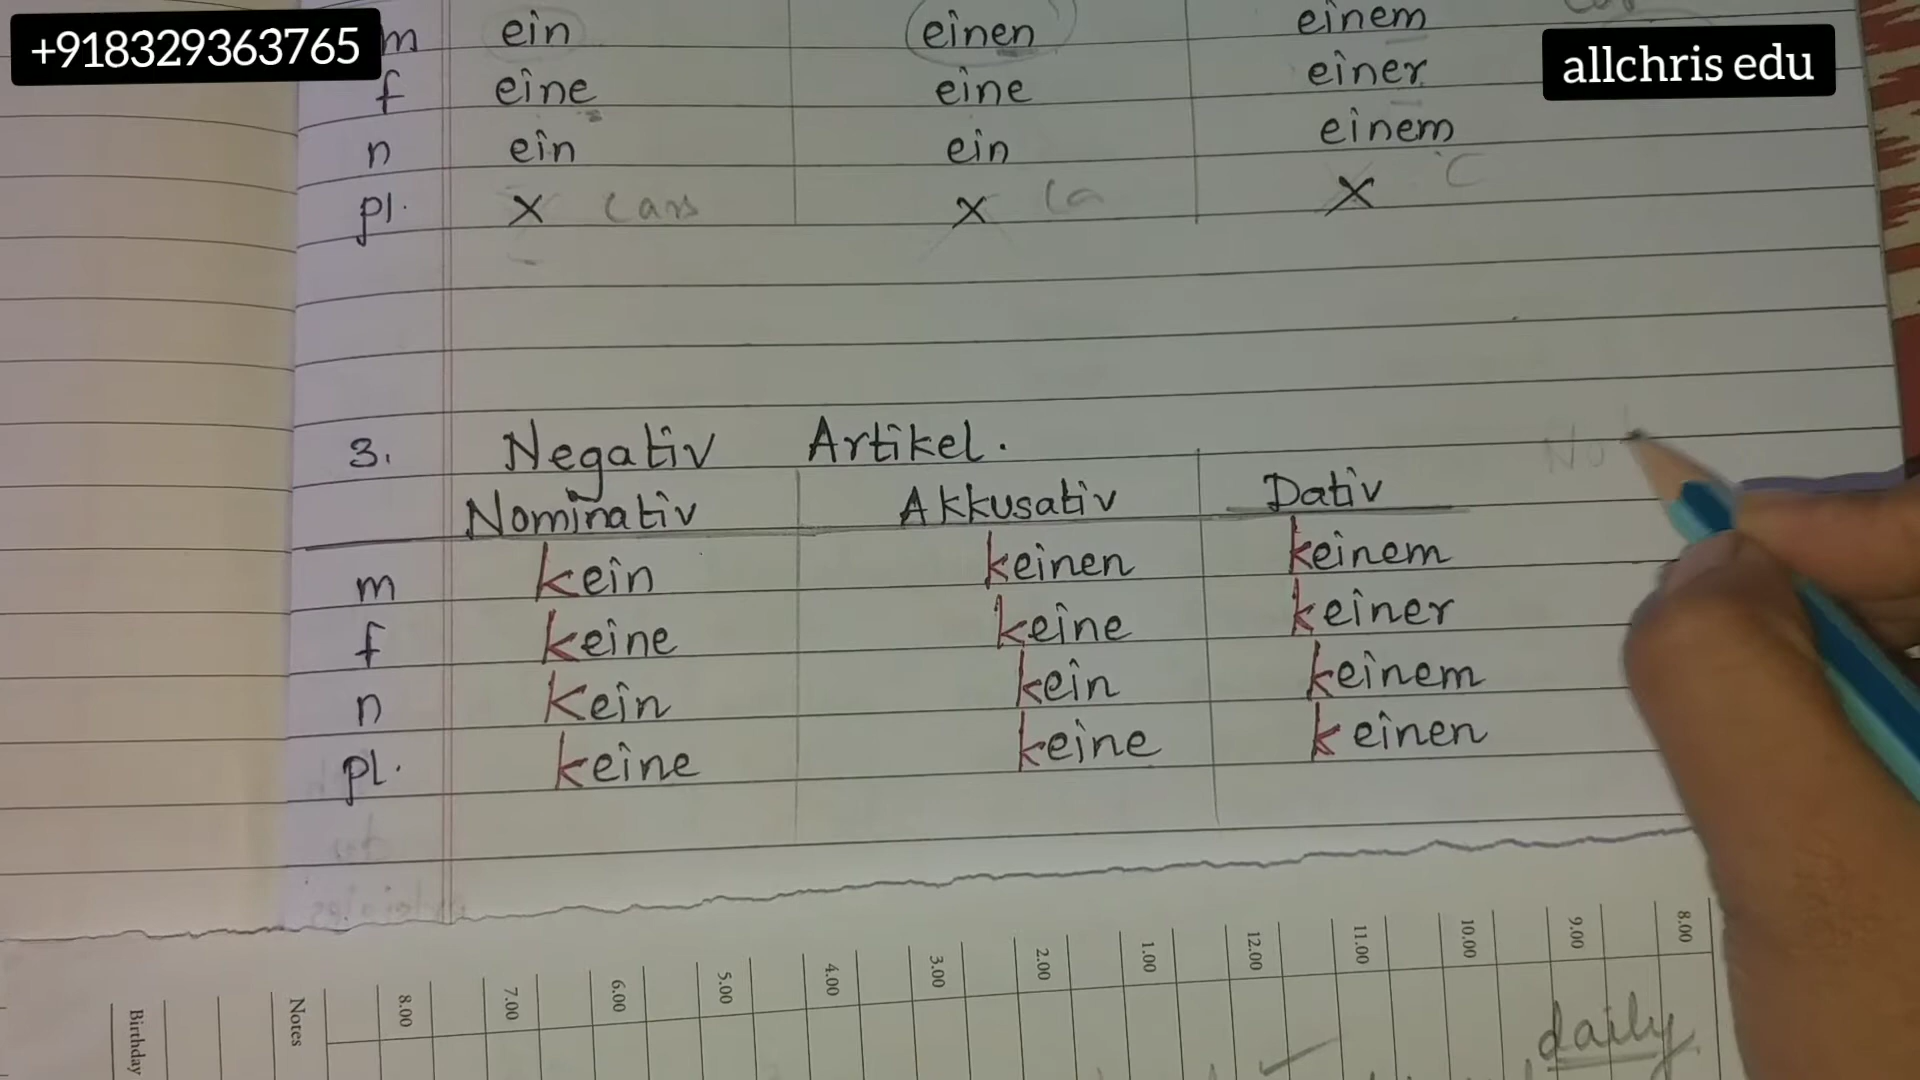 +918329363765
allchris edu
m ein einen einem
f eine eine einer
n ein ein einem
pl. x Cars x Ca x C
3. Negativ Artikel.
Nominativ Akkusativ Dativ
m kein keinen keinem
f keine keine keiner
n kein kein keinem
pl. keine keine keinen
No
8.00 9.00 10.00 11.00 12.00 1.00 2.00 3.00 4.00 5.00 6.00 7.00 8.00 Notes Birthday
daily